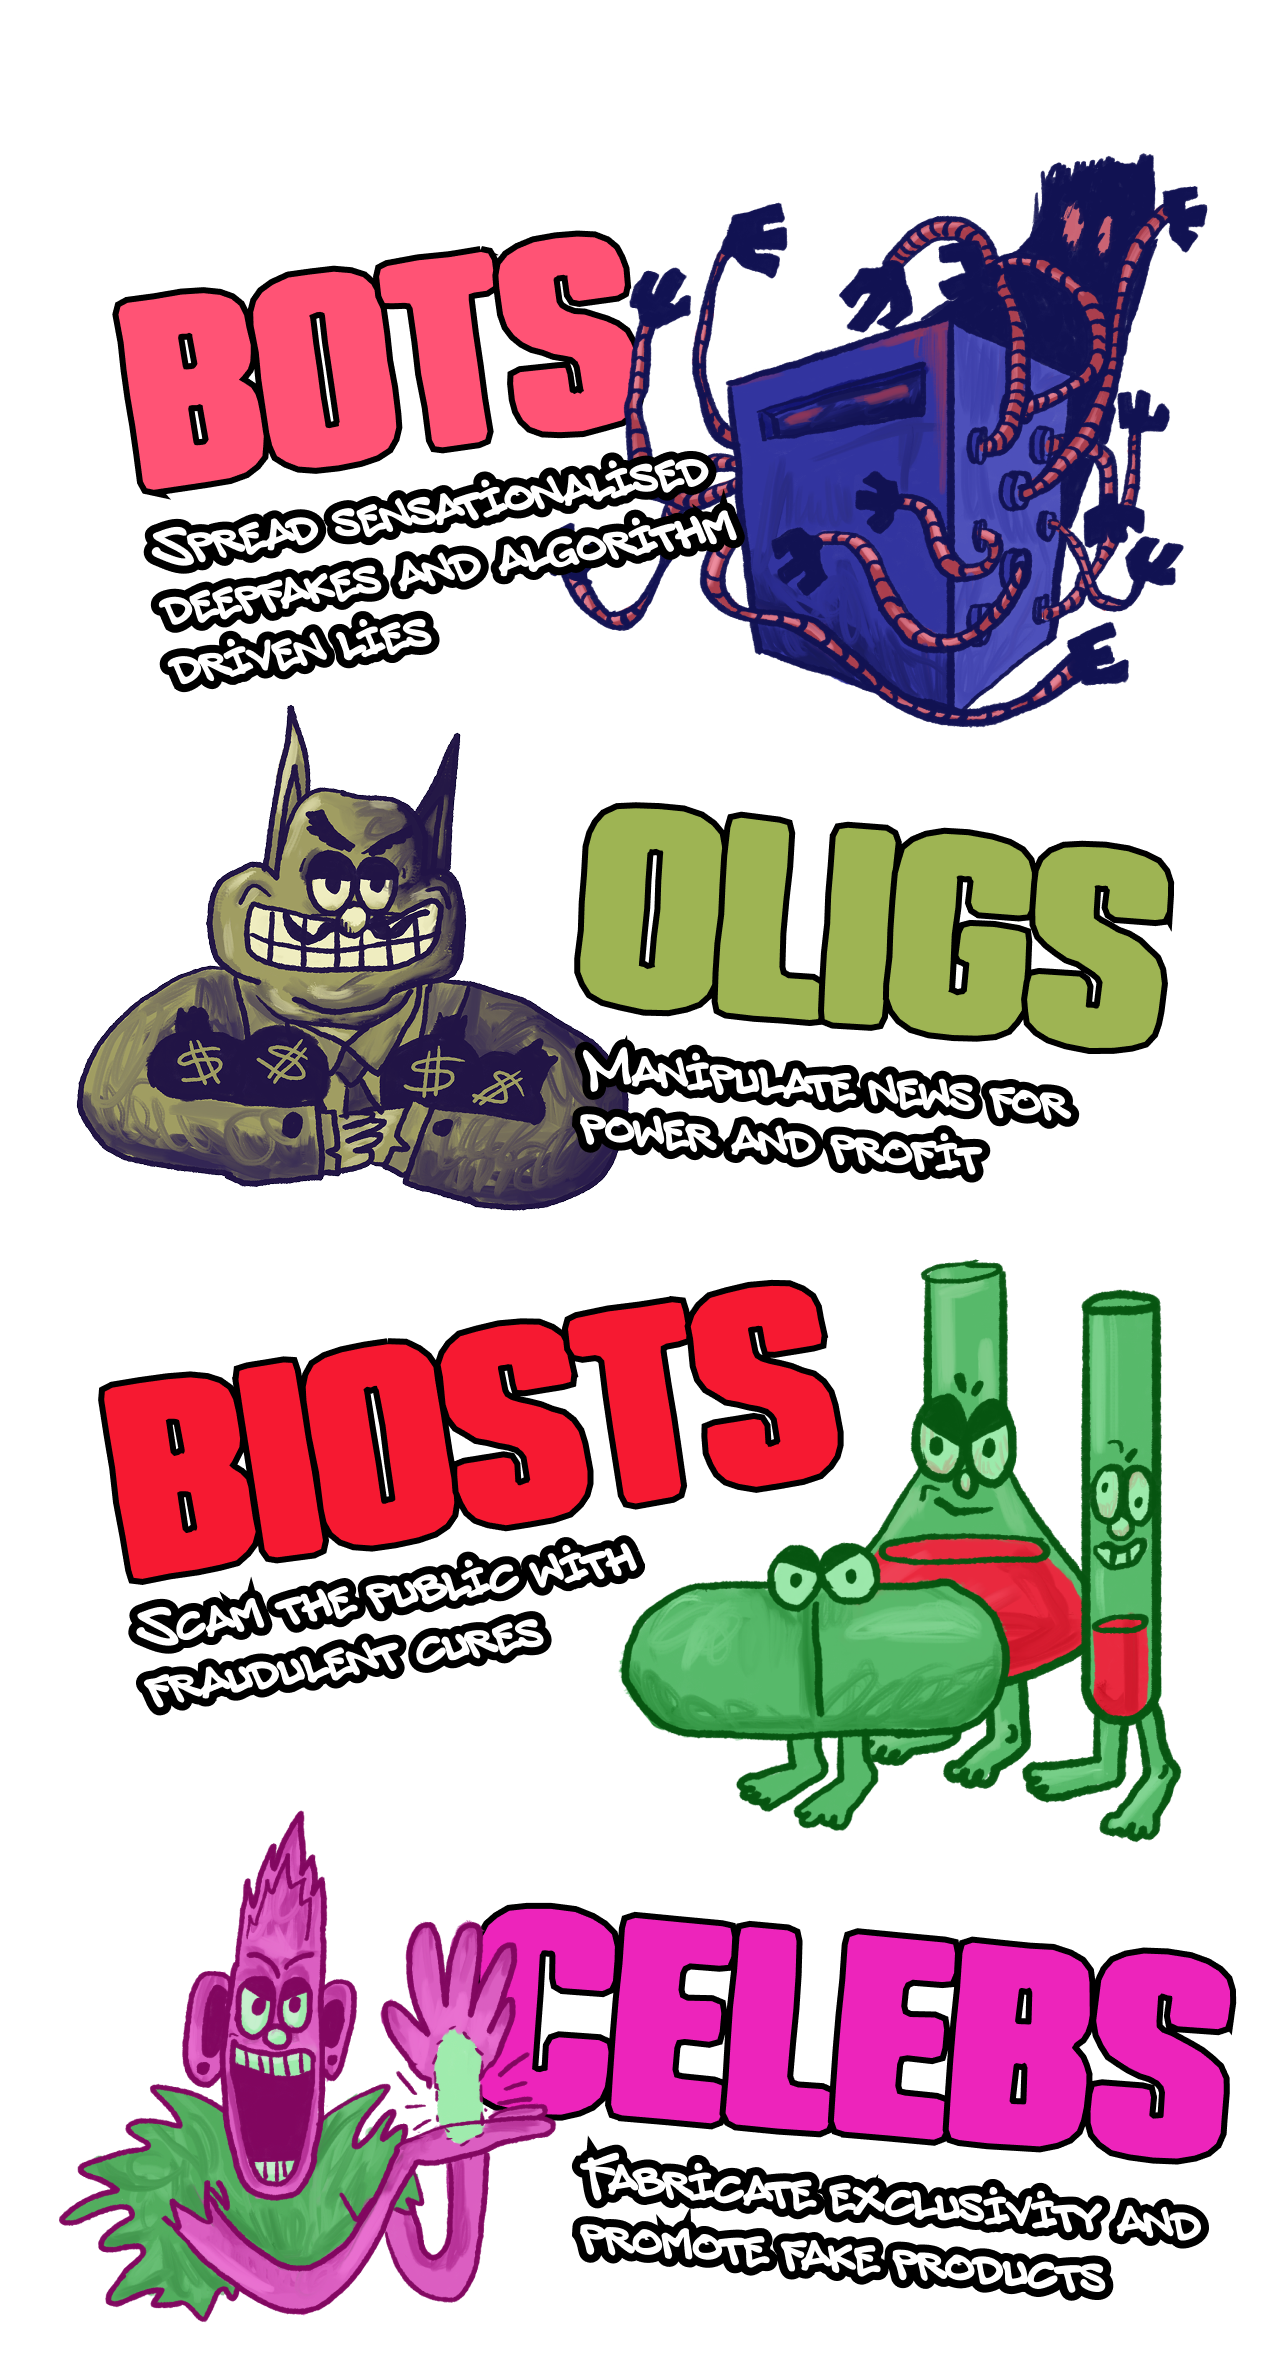 BOTS
SPREAD SENSATIONALISED
DEEPFAKES AND ALGORITHM
DRIVEN LIES
OLIGS
MANIPULATE NEWS FOR
POWER AND PROFIT
$ $ $ $
BIOSTS
SCAM THE PUBLIC WITH
FRAUDULENT CURES
CELEBS
FABRICATE EXCLUSIVITY AND
PROMOTE FAKE PRODUCTS